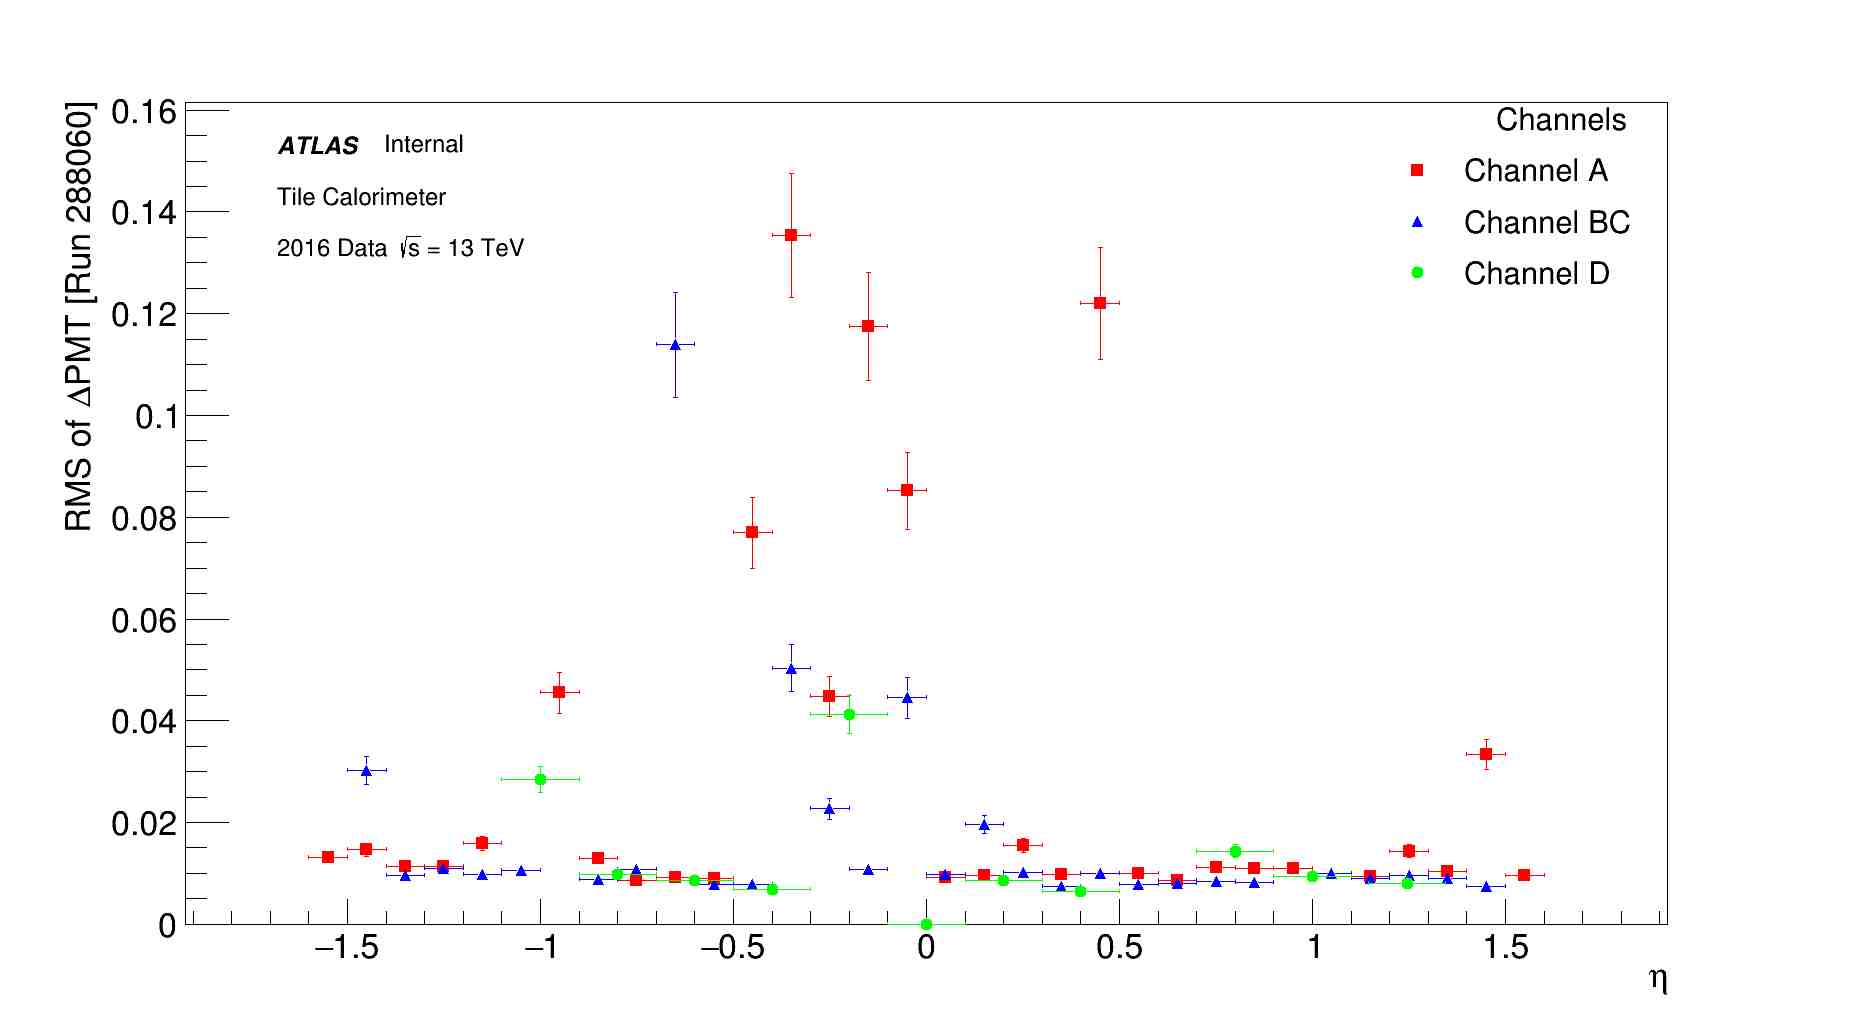 RMS of ΔPMT [Run 288060]
0.16
0.14
0.12
0.1
0.08
0.06
0.04
0.02
0
ATLAS Internal
Tile Calorimeter
2016 Data √s = 13 TeV
Channels
Channel A
Channel BC
Channel D
−1.5 −1 −0.5 0 0.5 1 1.5
η